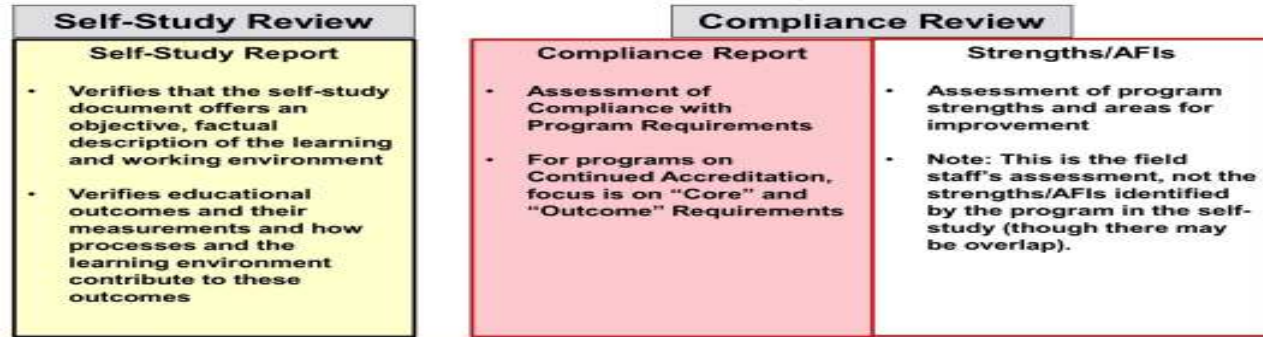 Self-Study Review
Self-Study Report
• Verifies that the self-study
document offers an
objective, factual
description of the learning
and working environment
• Verifies educational
outcomes and their
measurements and how
processes and the
learning environment
contribute to these
outcomes
Compliance Review
Compliance Report
• Assessment of
Compliance with
Program Requirements
• For programs on
Continued Accreditation,
focus is on “Core” and
“Outcome” Requirements
Strengths/AFIs
• Assessment of program
strengths and areas for
improvement
• Note: This is the field
staff’s assessment, not the
strengths/AFIs identified
by the program in the self-
study (though there may
be overlap).